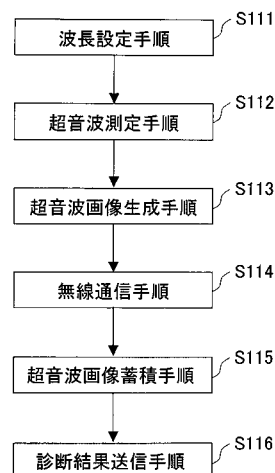 波長設定手順
S111
超音波測定手順
S112
超音波画像生成手順
S113
無線通信手順
S114
超音波画像蓄積手順
S115
診断結果送信手順
S116